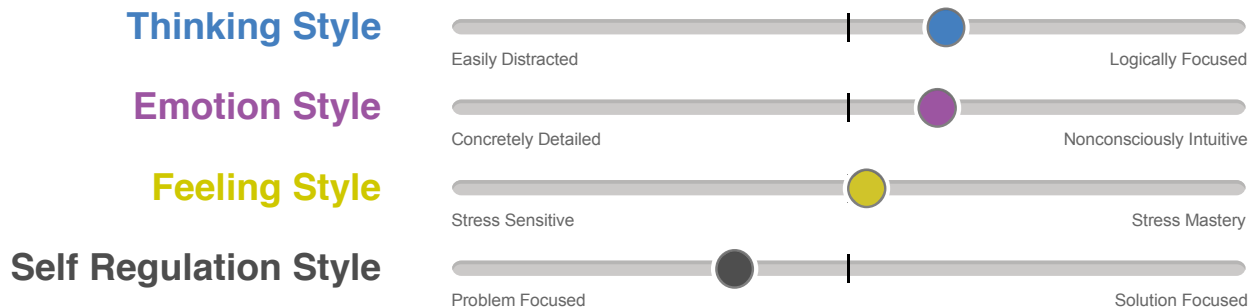 Thinking Style
Easily Distracted Logically Focused
Emotion Style
Concretely Detailed Nonconsciously Intuitive
Feeling Style
Stress Sensitive Stress Mastery
Self Regulation Style
Problem Focused Solution Focused